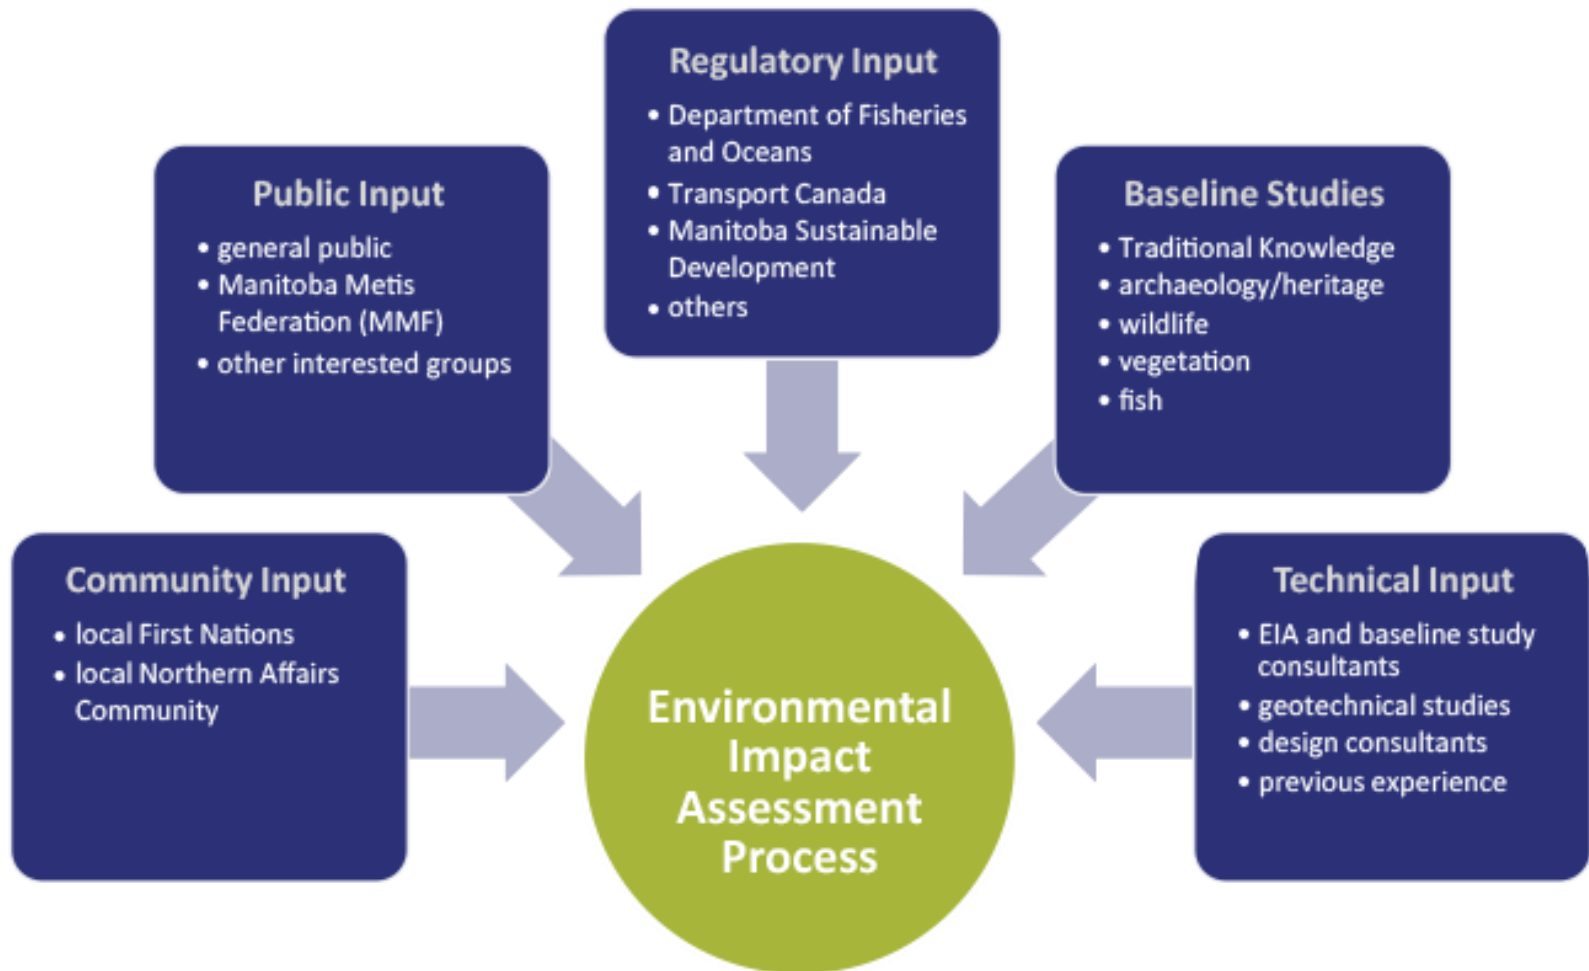 Regulatory Input
• Department of Fisheries
and Oceans
• Transport Canada
• Manitoba Sustainable
Development
• others
Public Input
• general public
• Manitoba Metis
Federation (MMF)
• other interested groups
Baseline Studies
• Traditional Knowledge
• archaeology/heritage
• wildlife
• vegetation
• fish
Community Input
• local First Nations
• local Northern Affairs
Community
Technical Input
• EIA and baseline study
consultants
• geotechnical studies
• design consultants
• previous experience
Environmental
Impact
Assessment
Process